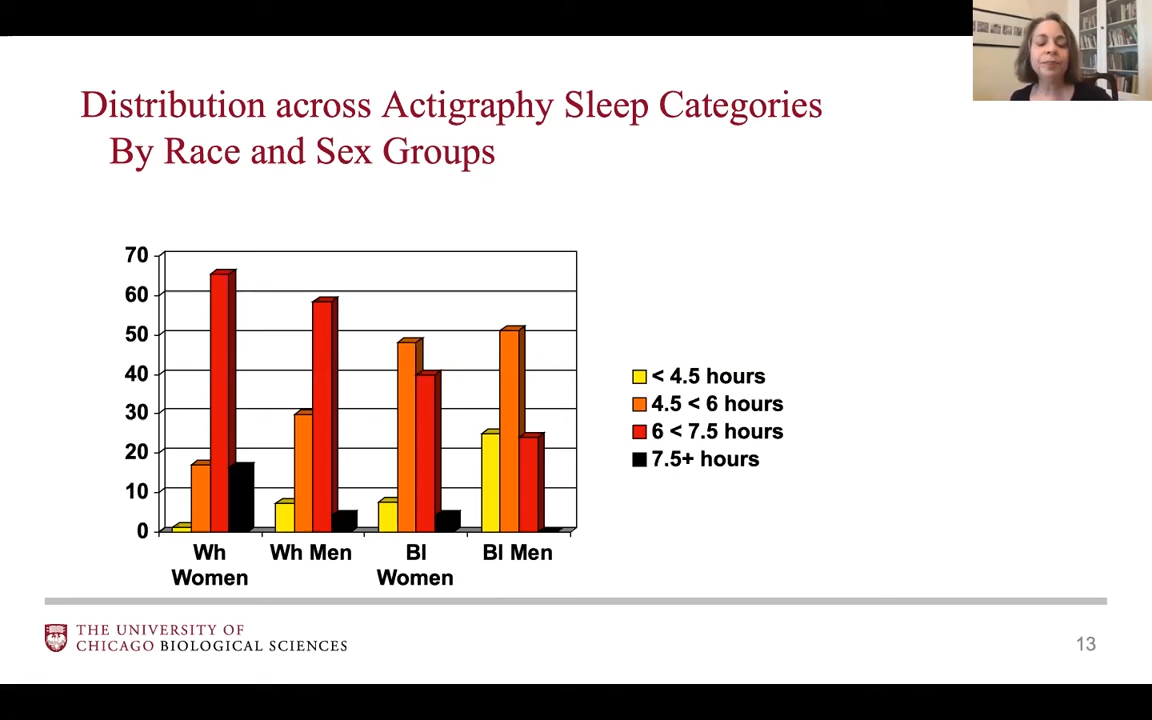 Distribution across Actigraphy Sleep Categories
By Race and Sex Groups
70
60
50
40
30
20
10
0
Wh Women
Wh Men
Bl Women
Bl Men
< 4.5 hours
4.5 < 6 hours
6 < 7.5 hours
7.5+ hours
THE UNIVERSITY OF
CHICAGO BIOLOGICAL SCIENCES
13